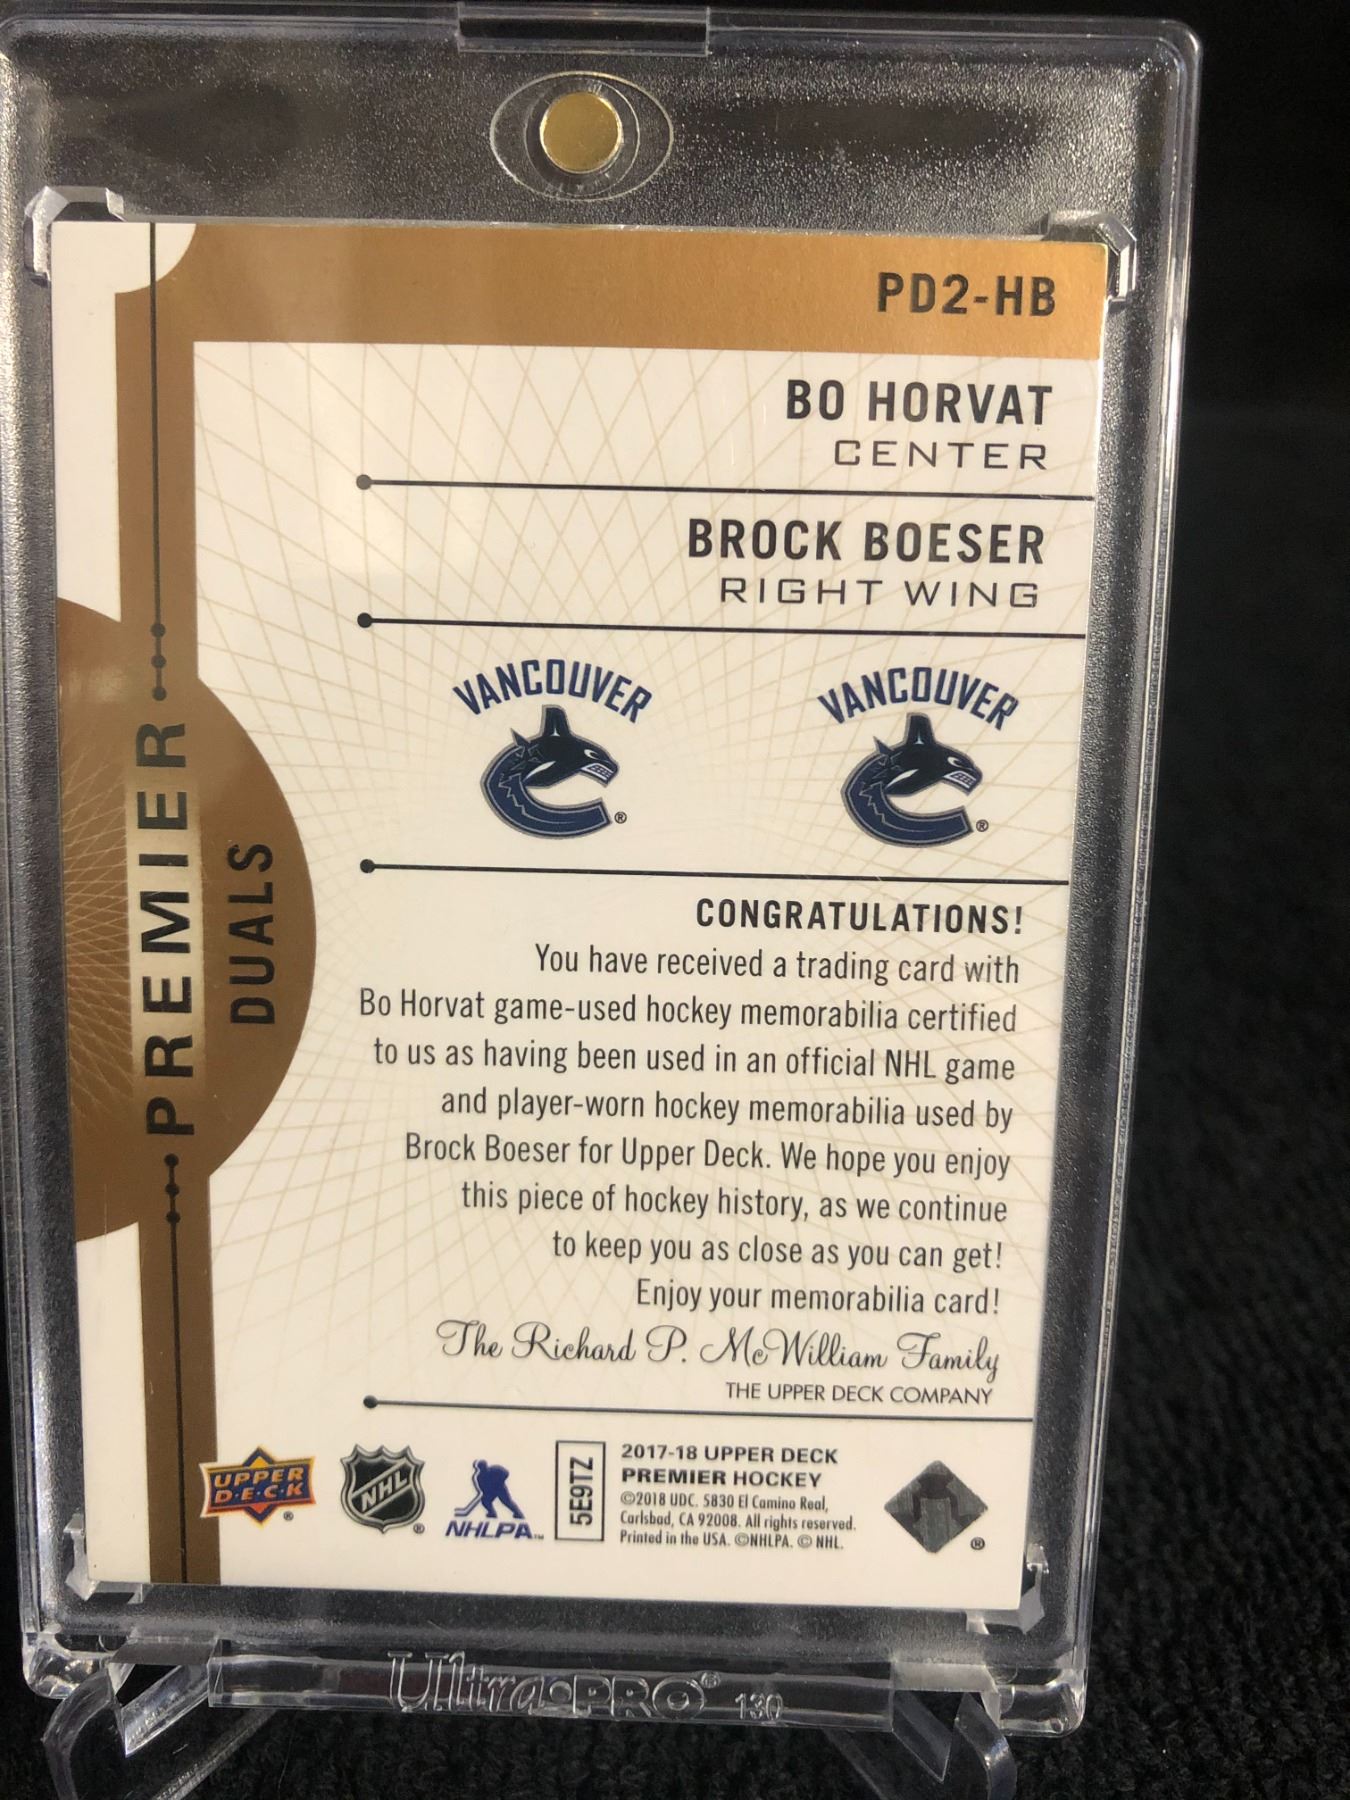 PD2-HB
BO HORVAT
CENTER
BROCK BOESER
RIGHT WING
VANCOUVER
®
VANCOUVER
®
PREMIER
DUALS
CONGRATULATIONS!
You have received a trading card with
Bo Horvat game-used hockey memorabilia certified
to us as having been used in an official NHL game
and player-worn hockey memorabilia used by
Brock Boeser for Upper Deck. We hope you enjoy
this piece of hockey history, as we continue
to keep you as close as you can get!
Enjoy your memorabilia card!
The Richard P. McWilliam Family
THE UPPER DECK COMPANY
UPPER
D·E·C·K
®
NHL
®
NHLPA™
5E9TZ
2017-18 UPPER DECK
PREMIER HOCKEY
©2018 UDC. 5830 El Camino Real,
Carlsbad, CA 92008. All rights reserved.
Printed in the USA. ©NHLPA. © NHL.
®
Ultra•PRO® 130